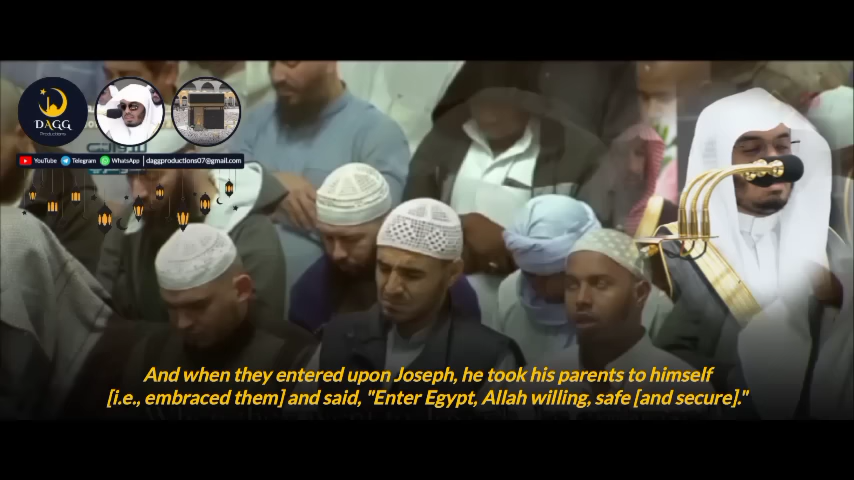 DAGG
Productions
YouTube Telegram WhatsApp daggproductions07@gmail.com
And when they entered upon Joseph, he took his parents to himself
[i.e., embraced them] and said, "Enter Egypt, Allah willing, safe [and secure]."